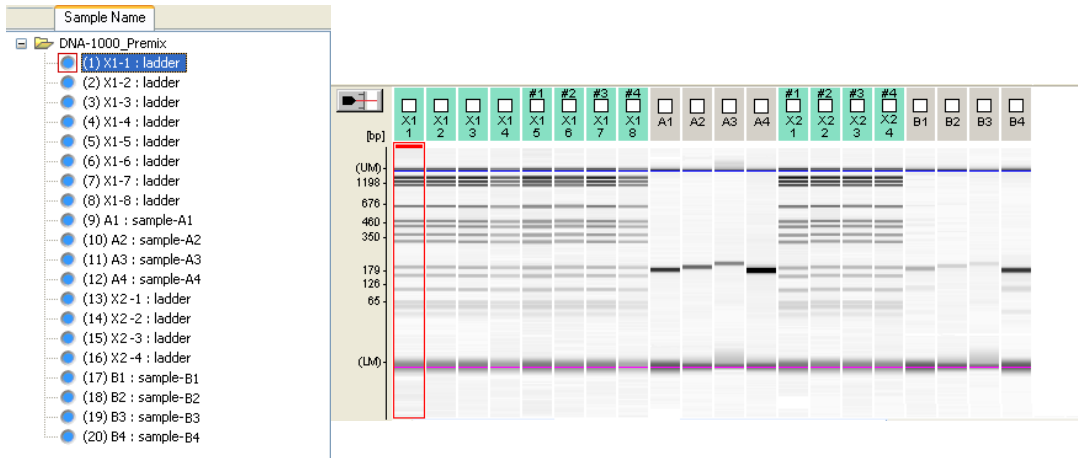 Sample Name
DNA-1000_Premix
(1) X1-1 : ladder
(2) X1-2 : ladder
(3) X1-3 : ladder
(4) X1-4 : ladder
(5) X1-5 : ladder
(6) X1-6 : ladder
(7) X1-7 : ladder
(8) X1-8 : ladder
(9) A1 : sample-A1
(10) A2 : sample-A2
(11) A3 : sample-A3
(12) A4 : sample-A4
(13) X2-1 : ladder
(14) X2-2 : ladder
(15) X2-3 : ladder
(16) X2-4 : ladder
(17) B1 : sample-B1
(18) B2 : sample-B2
(19) B3 : sample-B3
(20) B4 : sample-B4
#1 #2 #3 #4 #1 #2 #3 #4
X1 X1 X1 X1 X1 X1 X1 X1 A1 A2 A3 A4 X2 X2 X2 X2 B1 B2 B3 B4
[bp] 1 2 3 4 5 6 7 8 1 2 3 4
(UM)
1198
676
460
350
179
126
65
(LM)